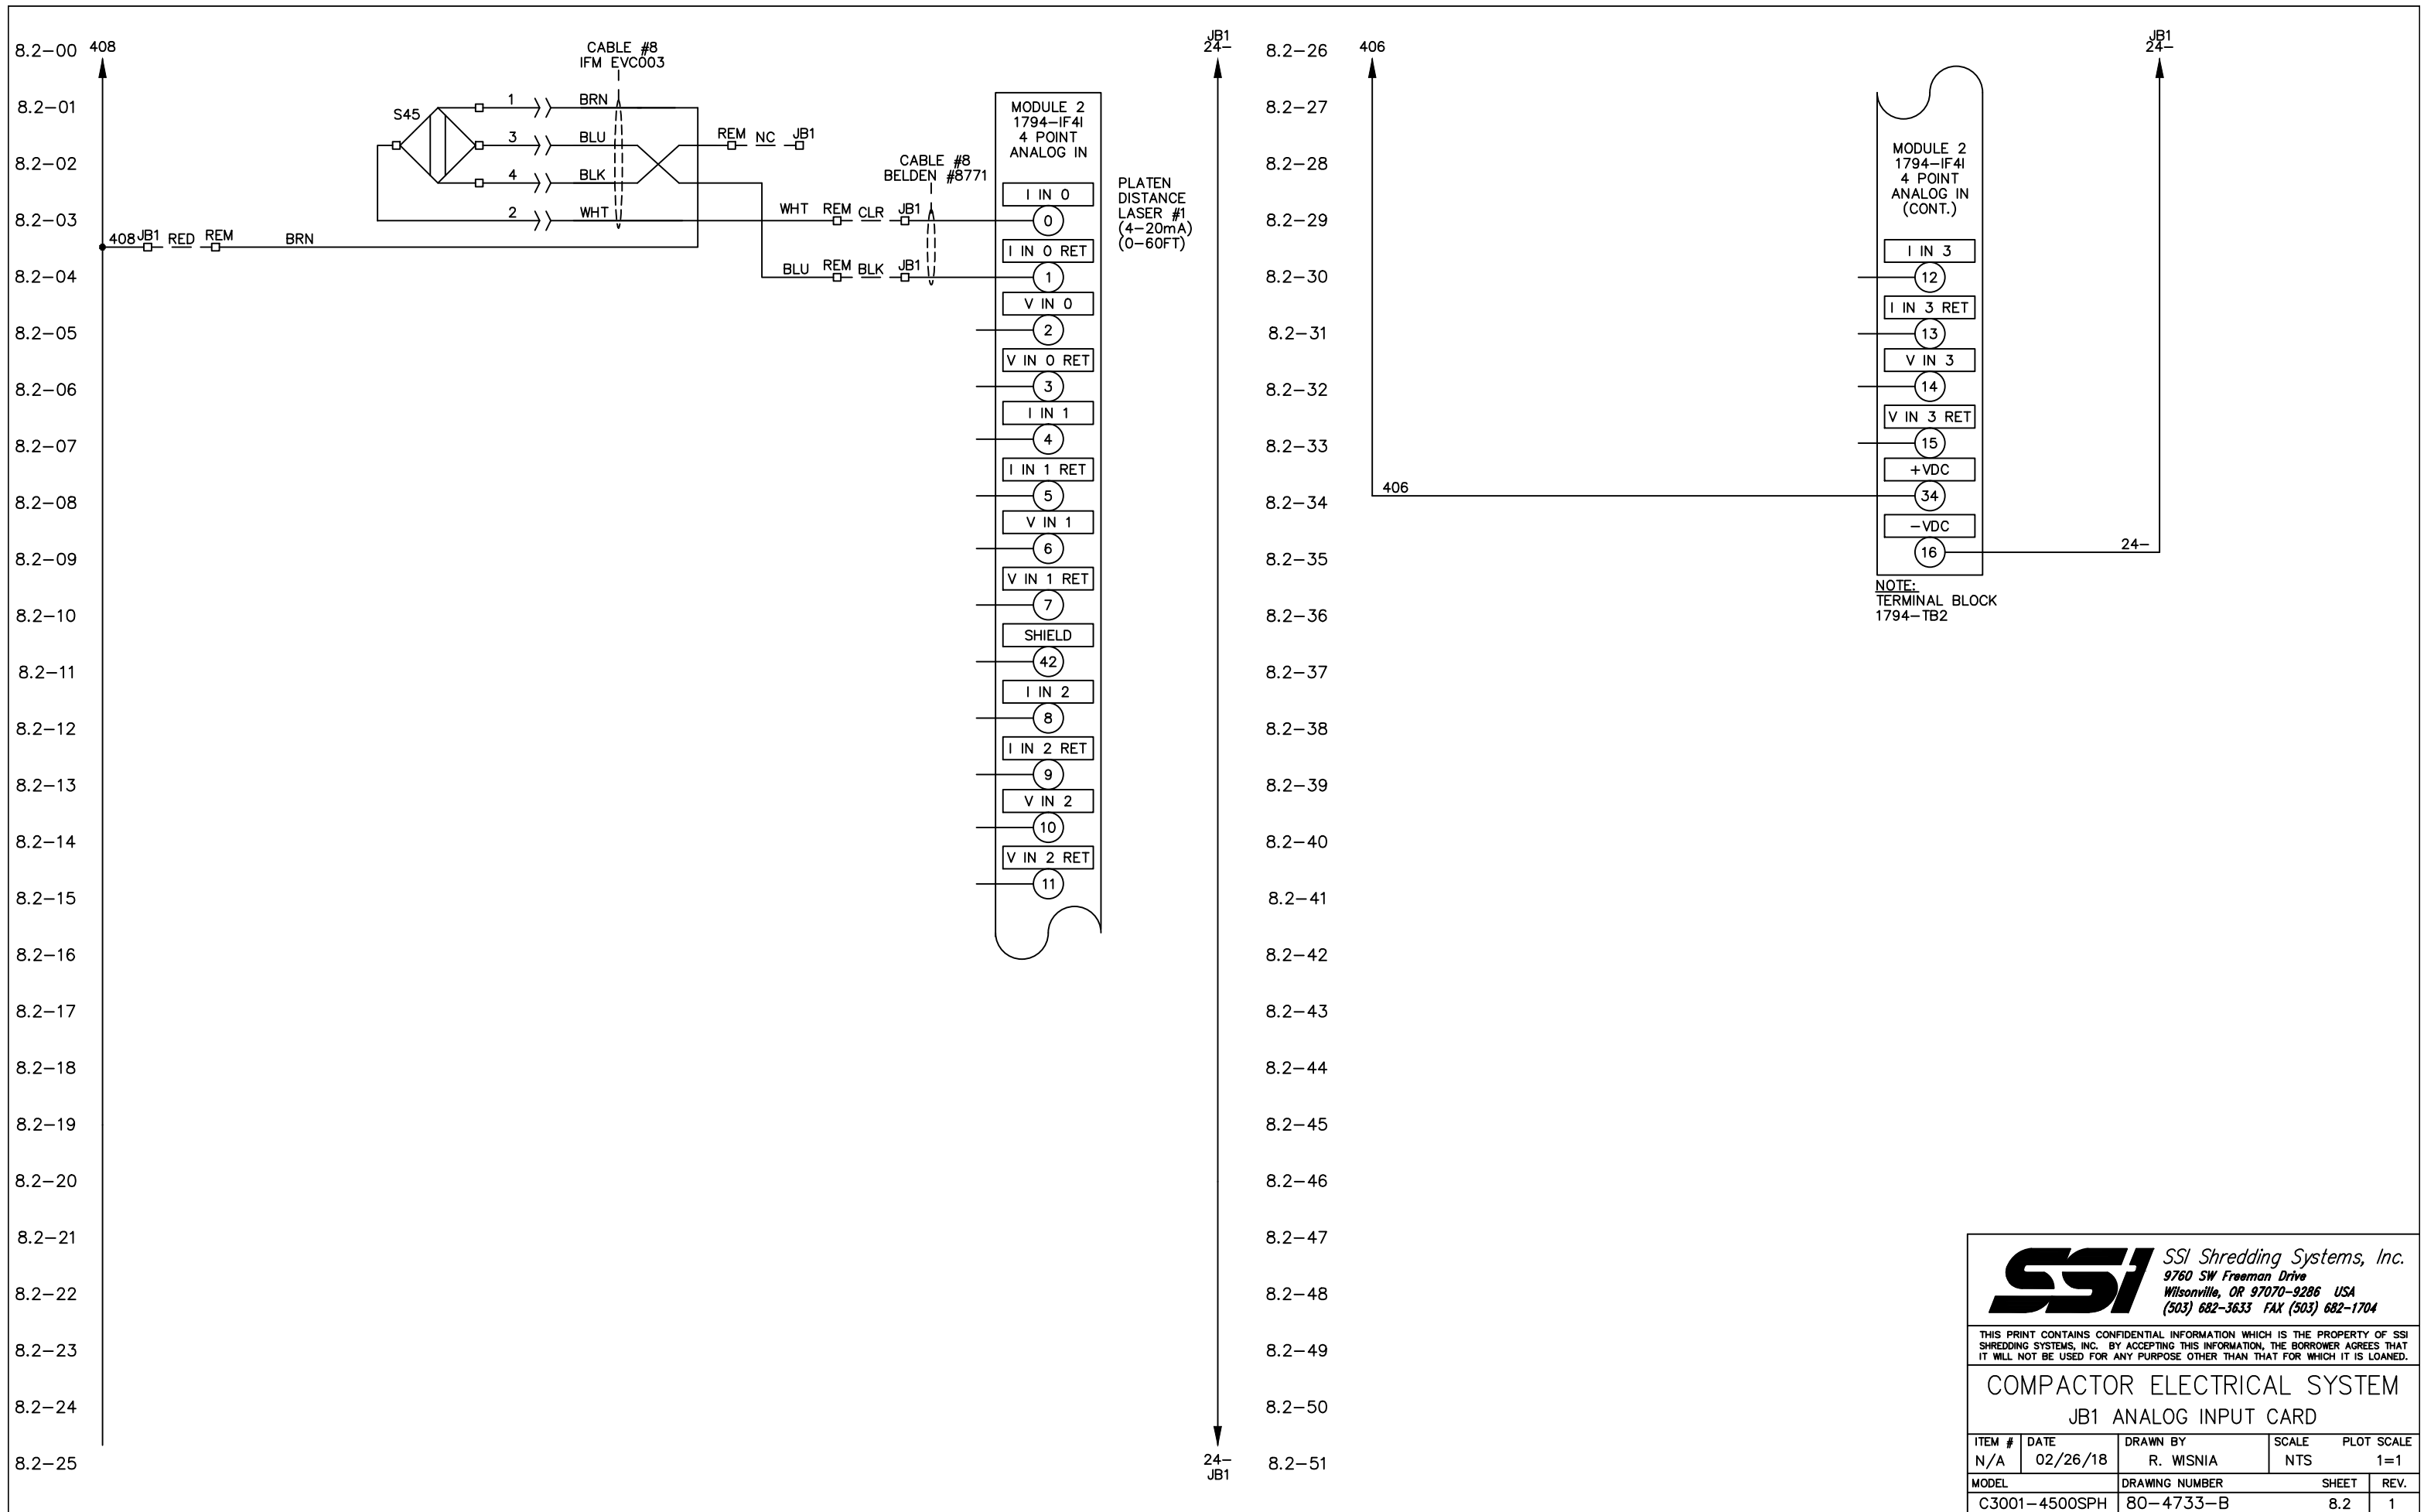 8.2-00 408
8.2-01
8.2-02
8.2-03
8.2-04
8.2-05
8.2-06
8.2-07
8.2-08
8.2-09
8.2-10
8.2-11
8.2-12
8.2-13
8.2-14
8.2-15
8.2-16
8.2-17
8.2-18
8.2-19
8.2-20
8.2-21
8.2-22
8.2-23
8.2-24
8.2-25
CABLE #8
IFM EVC003
S45
1 BRN
3 BLU
4 BLK
2 WHT
REM NC JB1
408 JB1 RED REM BRN
CABLE #8
BELDEN #8771
WHT REM CLR JB1
BLU REM BLK JB1
MODULE 2
1794-IF4I
4 POINT
ANALOG IN
I IN 0
0
I IN 0 RET
1
V IN 0
2
V IN 0 RET
3
I IN 1
4
I IN 1 RET
5
V IN 1
6
V IN 1 RET
7
SHIELD
42
I IN 2
8
I IN 2 RET
9
V IN 2
10
V IN 2 RET
11
PLATEN
DISTANCE
LASER #1
(4-20mA)
(0-60FT)
JB1
24-
24-
JB1
8.2-26 406
8.2-27
8.2-28
8.2-29
8.2-30
8.2-31
8.2-32
8.2-33
8.2-34
8.2-35
8.2-36
8.2-37
8.2-38
8.2-39
8.2-40
8.2-41
8.2-42
8.2-43
8.2-44
8.2-45
8.2-46
8.2-47
8.2-48
8.2-49
8.2-50
8.2-51
406
MODULE 2
1794-IF4I
4 POINT
ANALOG IN
(CONT.)
I IN 3
12
I IN 3 RET
13
V IN 3
14
V IN 3 RET
15
+VDC
34
-VDC
16
24-
JB1
24-
NOTE:
TERMINAL BLOCK
1794-TB2
SSI
SSI Shredding Systems, Inc.
9760 SW Freeman Drive
Wilsonville, OR 97070-9286 USA
(503) 682-3633 FAX (503) 682-1704
THIS PRINT CONTAINS CONFIDENTIAL INFORMATION WHICH IS THE PROPERTY OF SSI
SHREDDING SYSTEMS, INC. BY ACCEPTING THIS INFORMATION, THE BORROWER AGREES THAT
IT WILL NOT BE USED FOR ANY PURPOSE OTHER THAN THAT FOR WHICH IT IS LOANED.
COMPACTOR ELECTRICAL SYSTEM
JB1 ANALOG INPUT CARD
ITEM # DATE DRAWN BY SCALE PLOT SCALE
N/A 02/26/18 R. WISNIA NTS 1=1
MODEL DRAWING NUMBER SHEET REV.
C3001-4500SPH 80-4733-B 8.2 1